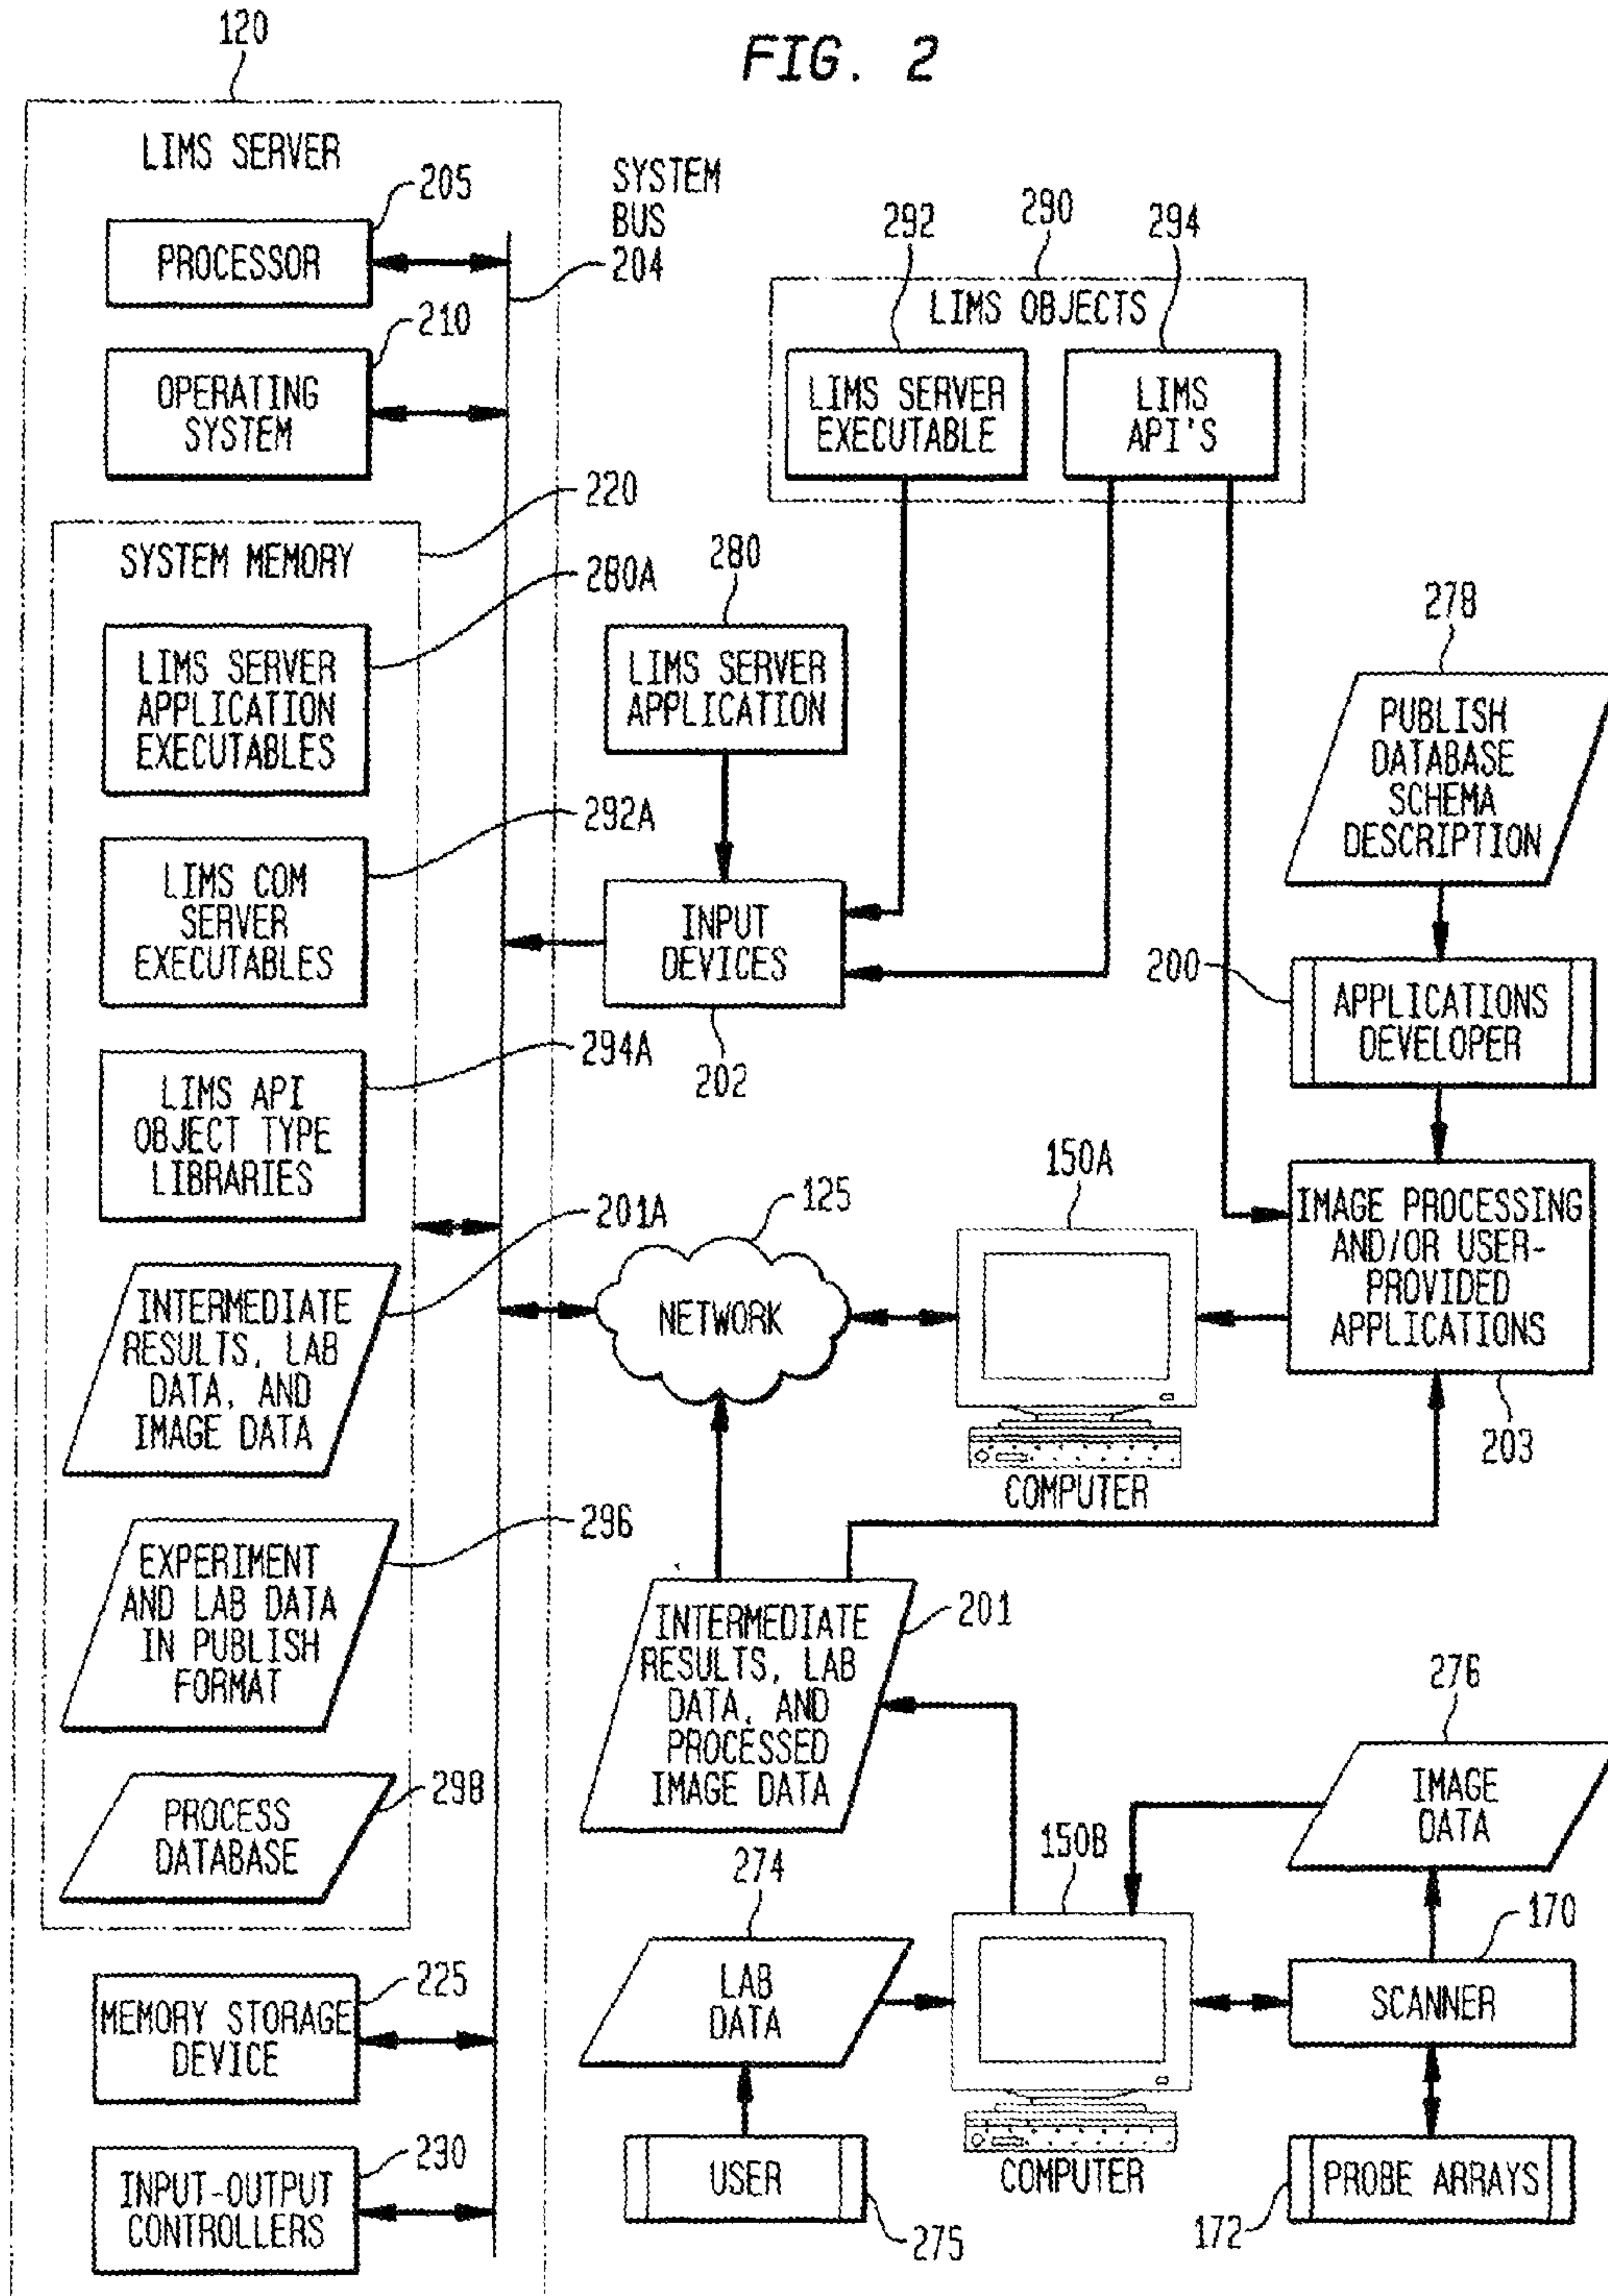 FIG. 2
120
LIMS SERVER
205
PROCESSOR
SYSTEM
BUS
204
210
OPERATING
SYSTEM
220
SYSTEM MEMORY
280A
LIMS SERVER
APPLICATION
EXECUTABLES
292A
LIMS COM
SERVER
EXECUTABLES
294A
LIMS API
OBJECT TYPE
LIBRARIES
201A
INTERMEDIATE
RESULTS, LAB
DATA, AND
IMAGE DATA
296
EXPERIMENT
AND LAB DATA
IN PUBLISH
FORMAT
298
PROCESS
DATABASE
225
MEMORY STORAGE
DEVICE
230
INPUT-OUTPUT
CONTROLLERS
290
LIMS OBJECTS
292
LIMS SERVER
EXECUTABLE
294
LIMS
API'S
280
LIMS SERVER
APPLICATION
INPUT
DEVICES
202
278
PUBLISH
DATABASE
SCHEMA
DESCRIPTION
200
APPLICATIONS
DEVELOPER
IMAGE PROCESSING
AND/OR USER-
PROVIDED
APPLICATIONS
203
125
NETWORK
150A
COMPUTER
201
INTERMEDIATE
RESULTS, LAB
DATA, AND
PROCESSED
IMAGE DATA
276
IMAGE
DATA
150B
COMPUTER
274
LAB
DATA
USER
275
170
SCANNER
PROBE ARRAYS
172